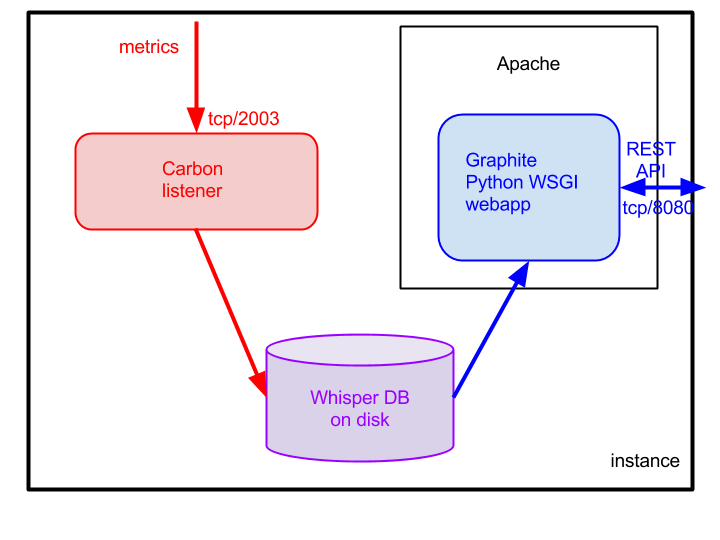 metrics
tcp/2003
Carbon
listener
Apache
Graphite
Python WSGI
webapp
REST
API
tcp/8080
Whisper DB
on disk
instance